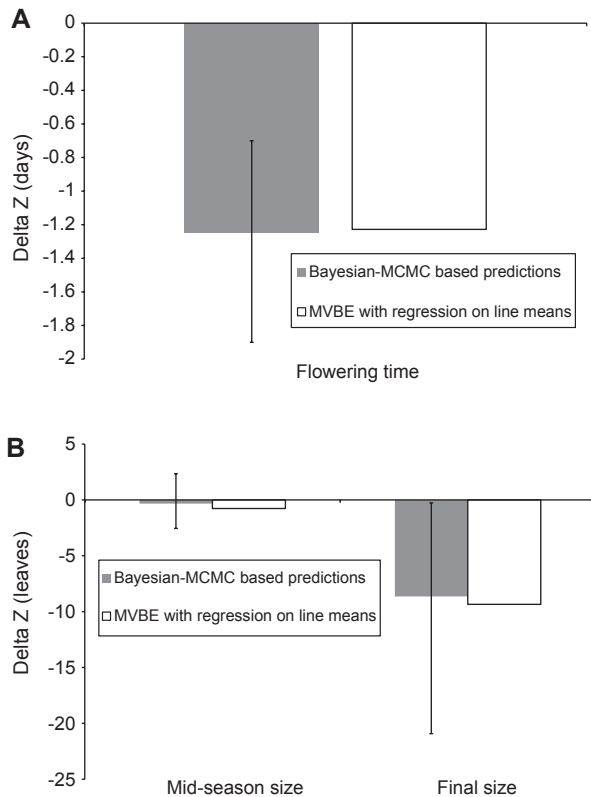 A
0
-0.2
-0.4
-0.6
-0.8
-1
-1.2
-1.4
-1.6
-1.8
-2
Delta Z (days)
Bayesian-MCMC based predictions
MVBE with regression on line means
Flowering time
B
5
0
-5
-10
-15
-20
-25
Delta Z (leaves)
Bayesian-MCMC based predictions
MVBE with regression on line means
Mid-season size
Final size